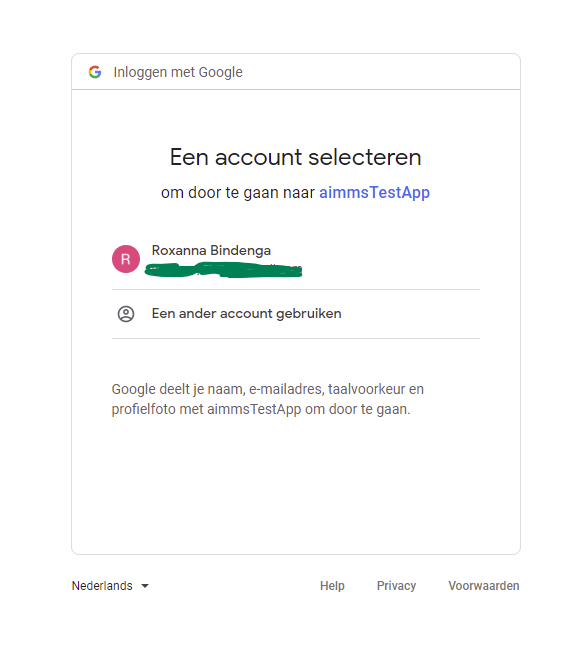 Inloggen met Google
Een account selecteren
om door te gaan naar aimmsTestApp
R
Roxanna Bindenga
Een ander account gebruiken
Google deelt je naam, e-mailadres, taalvoorkeur en
profielfoto met aimmsTestApp om door te gaan.
Nederlands
Help Privacy Voorwaarden